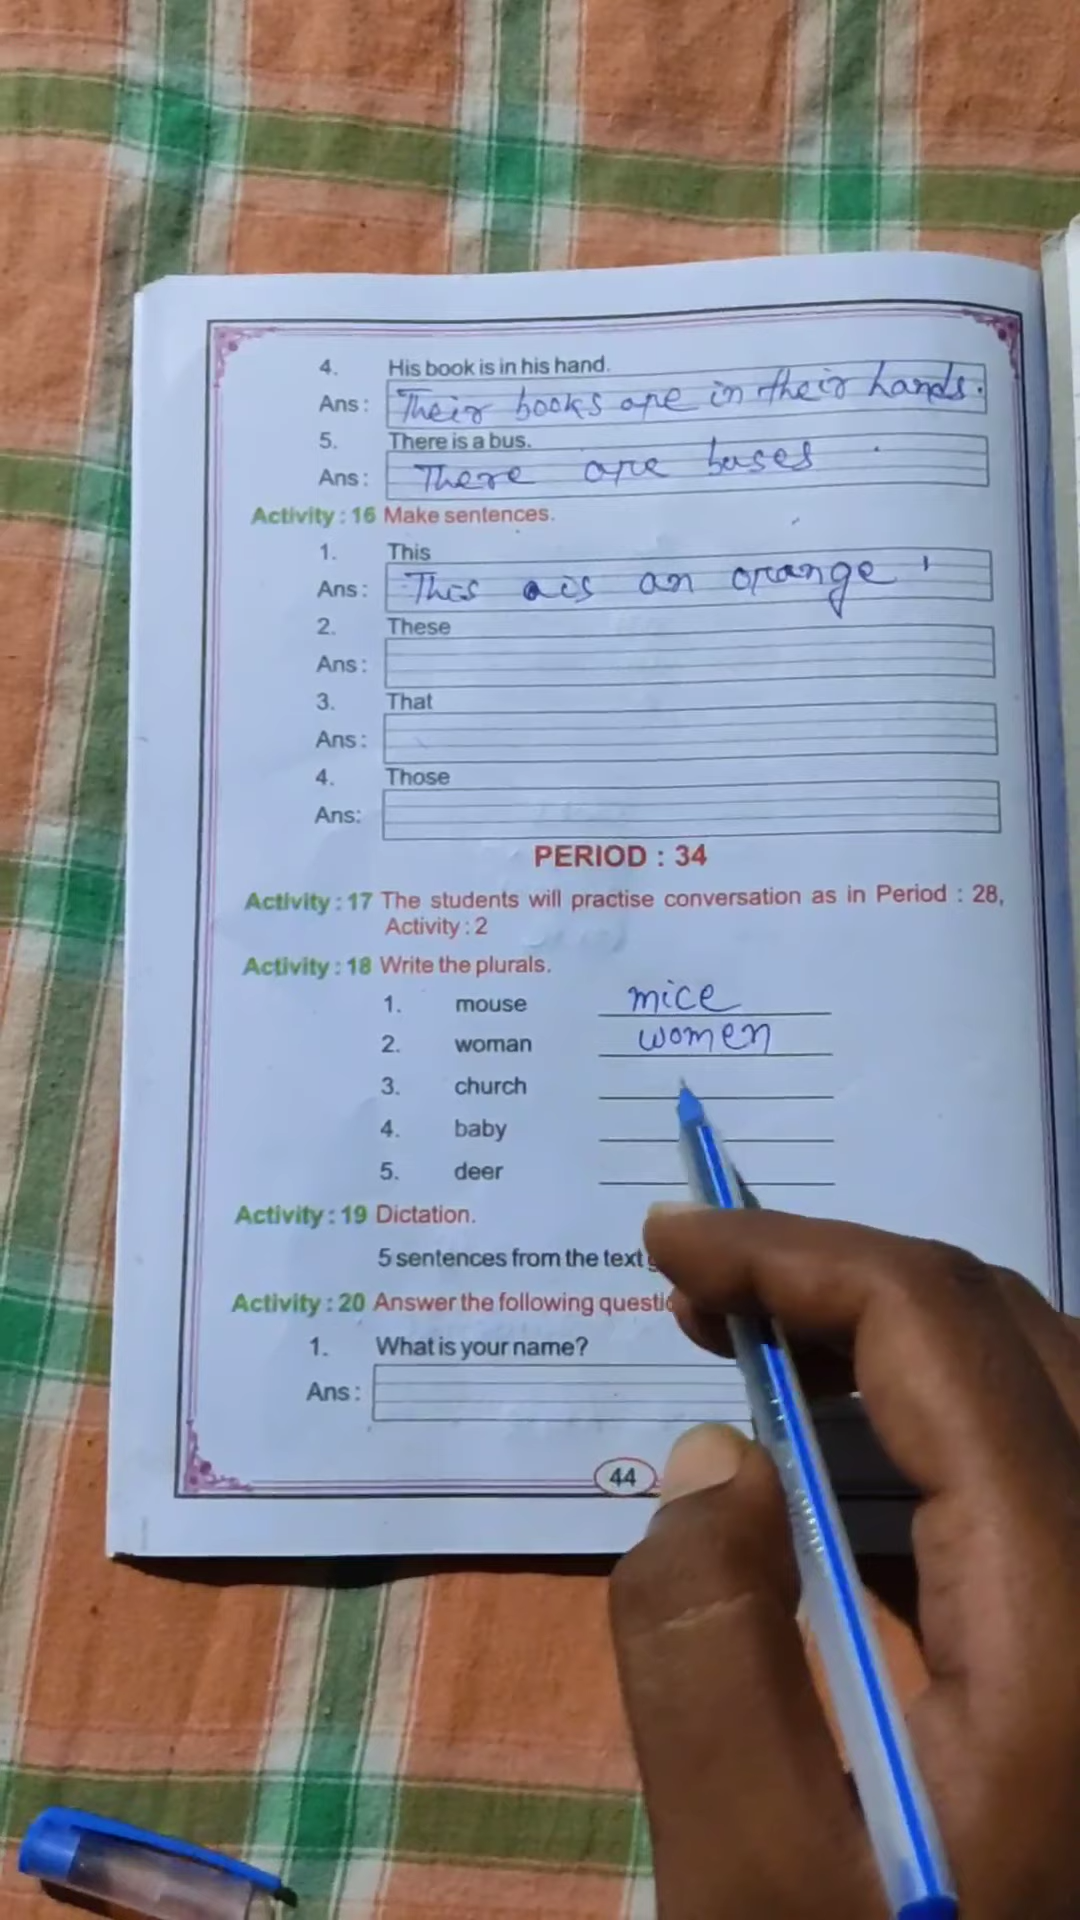 4. His book is in his hand.
Ans : Their books are in their hands.
5. There is a bus.
Ans : There are buses .
Activity : 16 Make sentences.
1. This
Ans : This is an orange .
2. These
Ans :
3. That
Ans :
4. Those
Ans:
PERIOD : 34
Activity : 17 The students will practise conversation as in Period : 28,
Activity : 2
Activity : 18 Write the plurals.
1. mouse mice
2. woman women
3. church
4. baby
5. deer
Activity : 19 Dictation.
5 sentences from the text
Activity : 20 Answer the following
1. What is your name?
Ans :
44